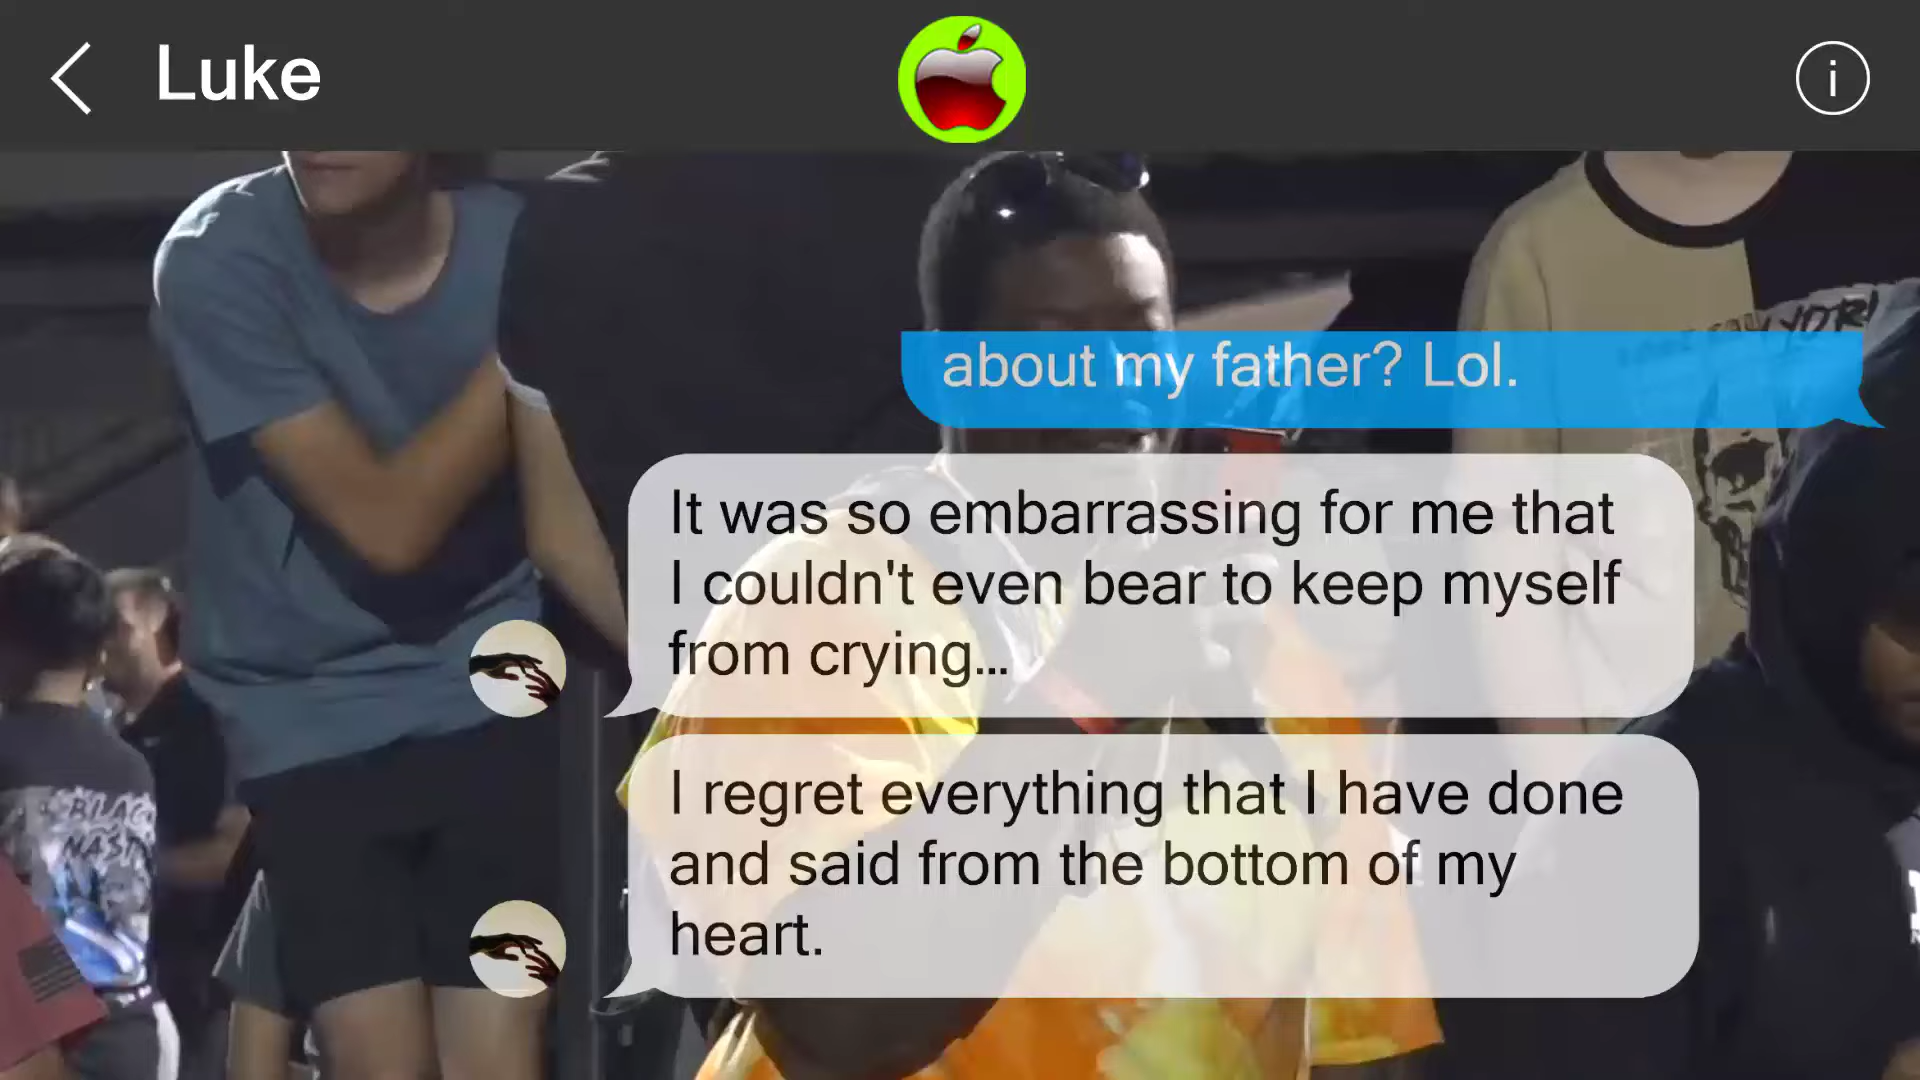 Luke
i
about my father? Lol.
It was so embarrassing for me that
I couldn't even bear to keep myself
from crying...
I regret everything that I have done
and said from the bottom of my
heart.